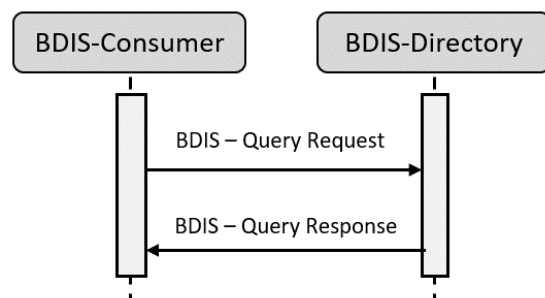 BDIS-Consumer
BDIS-Directory
BDIS – Query Request
BDIS – Query Response